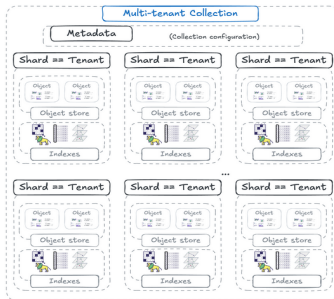 Multi-tenant Collection
Metadata
(Collection configuration)
Shard == Tenant Shard == Tenant Shard == Tenant
Object Object Object Object Object Object
Object store Object store Object store
Indexes Indexes Indexes
...
Shard == Tenant Shard == Tenant Shard == Tenant
Object Object Object Object Object Object
Object store Object store Object store
Indexes Indexes Indexes